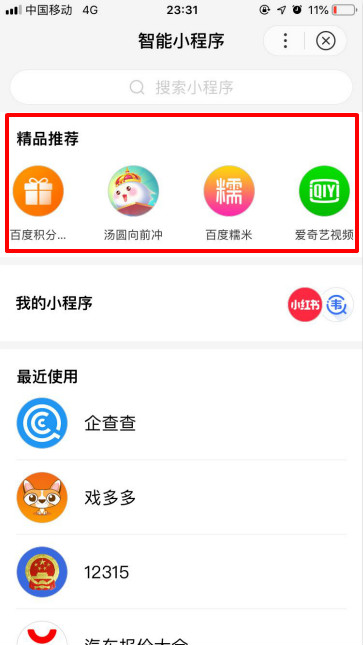 中国移动 4G 23:31 11%
智能小程序
搜索小程序
精品推荐
糯 QIY
百度积分... 汤圆向前冲 百度糯米 爱奇艺视频
我的小程序 小红书 韦
最近使用
企查查
戏多多
12315
汽车报价大全